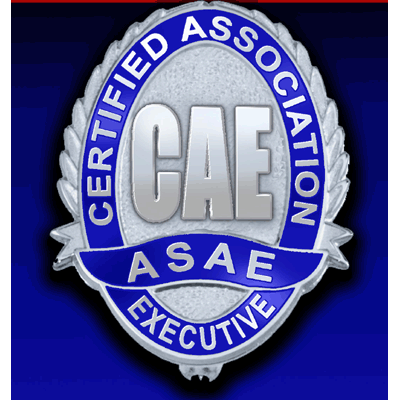 CERTIFIED ASSOCIATION
CAE
ASAE
EXECUTIVE